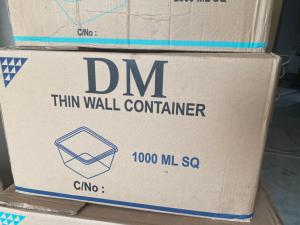 C/No :
DM
THIN WALL CONTAINER
1000 ML SQ
C/No :